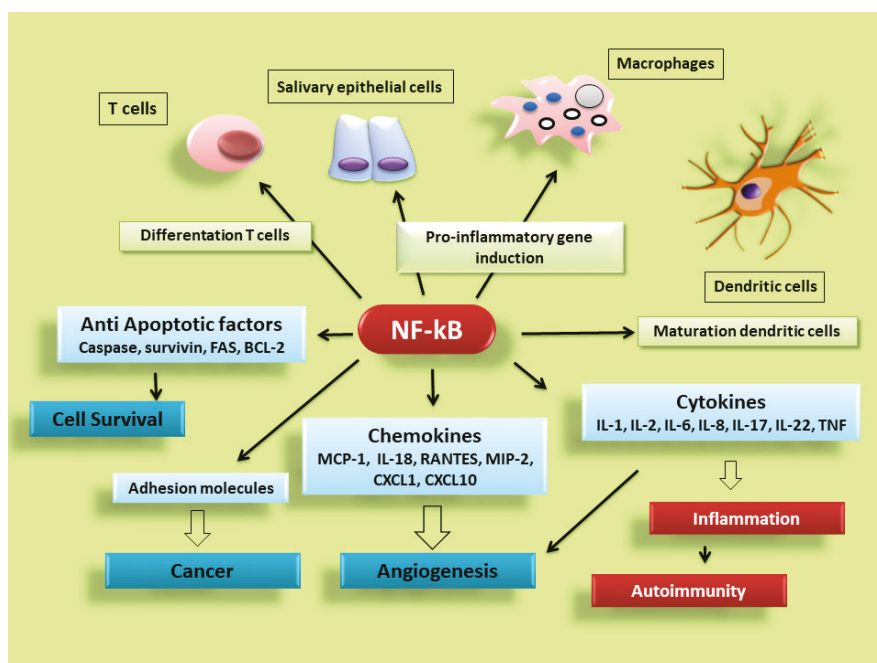 Macrophages
Salivary epithelial cells
T cells
Differentation T cells
Pro-inflammatory gene
induction
Dendritic cells
NF-kB
Maturation dendritic cells
Anti Apoptotic factors
Caspase, survivin, FAS, BCL-2
Cell Survival
Cytokines
IL-1, IL-2, IL-6, IL-8, IL-17, IL-22, TNF
Chemokines
MCP-1, IL-18, RANTES, MIP-2,
CXCL1, CXCL10
Adhesion molecules
Inflammation
Cancer
Angiogenesis
Autoimmunity